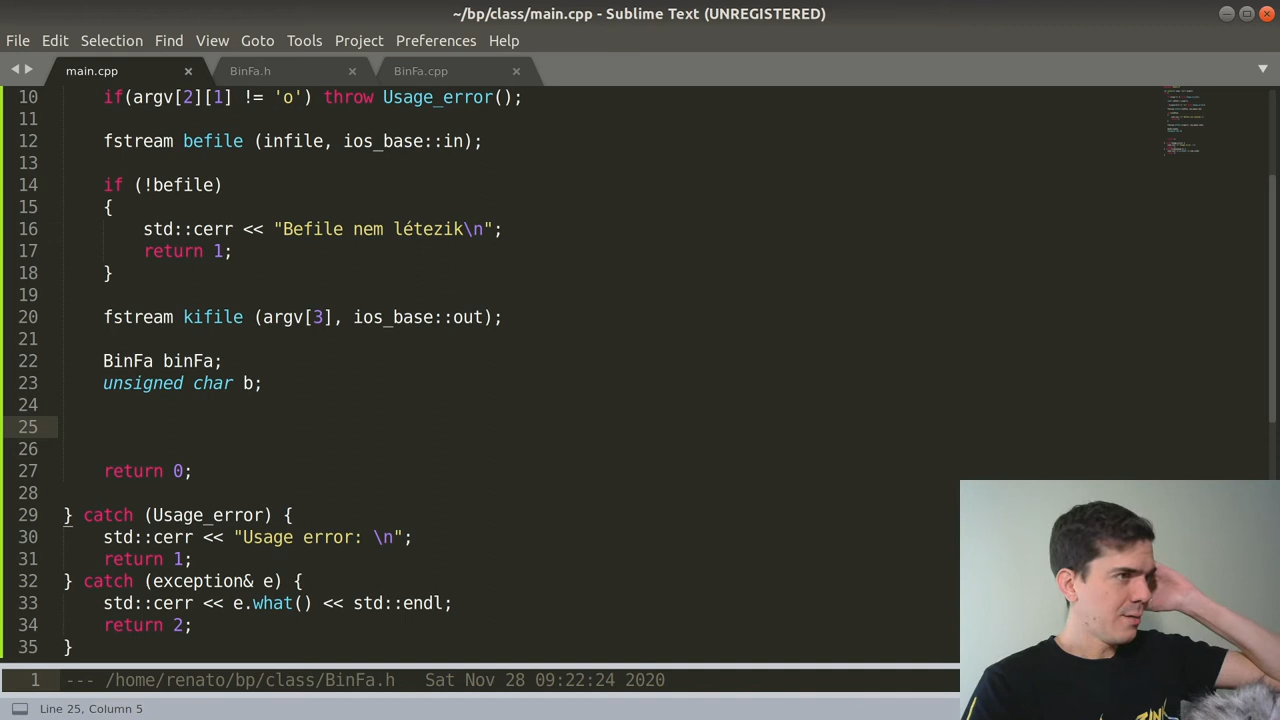 ~/bp/class/main.cpp - Sublime Text (UNREGISTERED)
File Edit Selection Find View Goto Tools Project Preferences Help
main.cpp × BinFa.h × BinFa.cpp ×
10 if(argv[2][1] != 'o') throw Usage_error();
11
12 fstream befile (infile, ios_base::in);
13
14 if (!befile)
15 {
16 std::cerr << "Befile nem létezik\n";
17 return 1;
18 }
19
20 fstream kifile (argv[3], ios_base::out);
21
22 BinFa binFa;
23 unsigned char b;
24
25
26
27 return 0;
28
29 } catch (Usage_error) {
30 std::cerr << "Usage error: \n";
31 return 1;
32 } catch (exception& e) {
33 std::cerr << e.what() << std::endl;
34 return 2;
35 }
1 --- /home/renato/bp/class/BinFa.h Sat Nov 28 09:22:24 2020
Line 25, Column 5